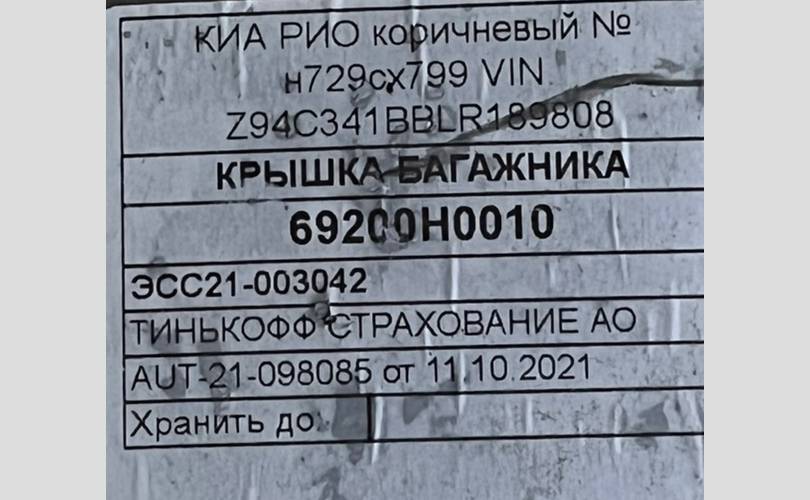 КИА РИО коричневый №
н729сх799 VIN
Z94C341BBLR189808
КРЫШКА БАГАЖНИКА
69200H0010
ЭСС21-003042
ТИНЬКОФФ СТРАХОВАНИЕ АО
AUT-21-098085 от 11.10.2021
Хранить до: